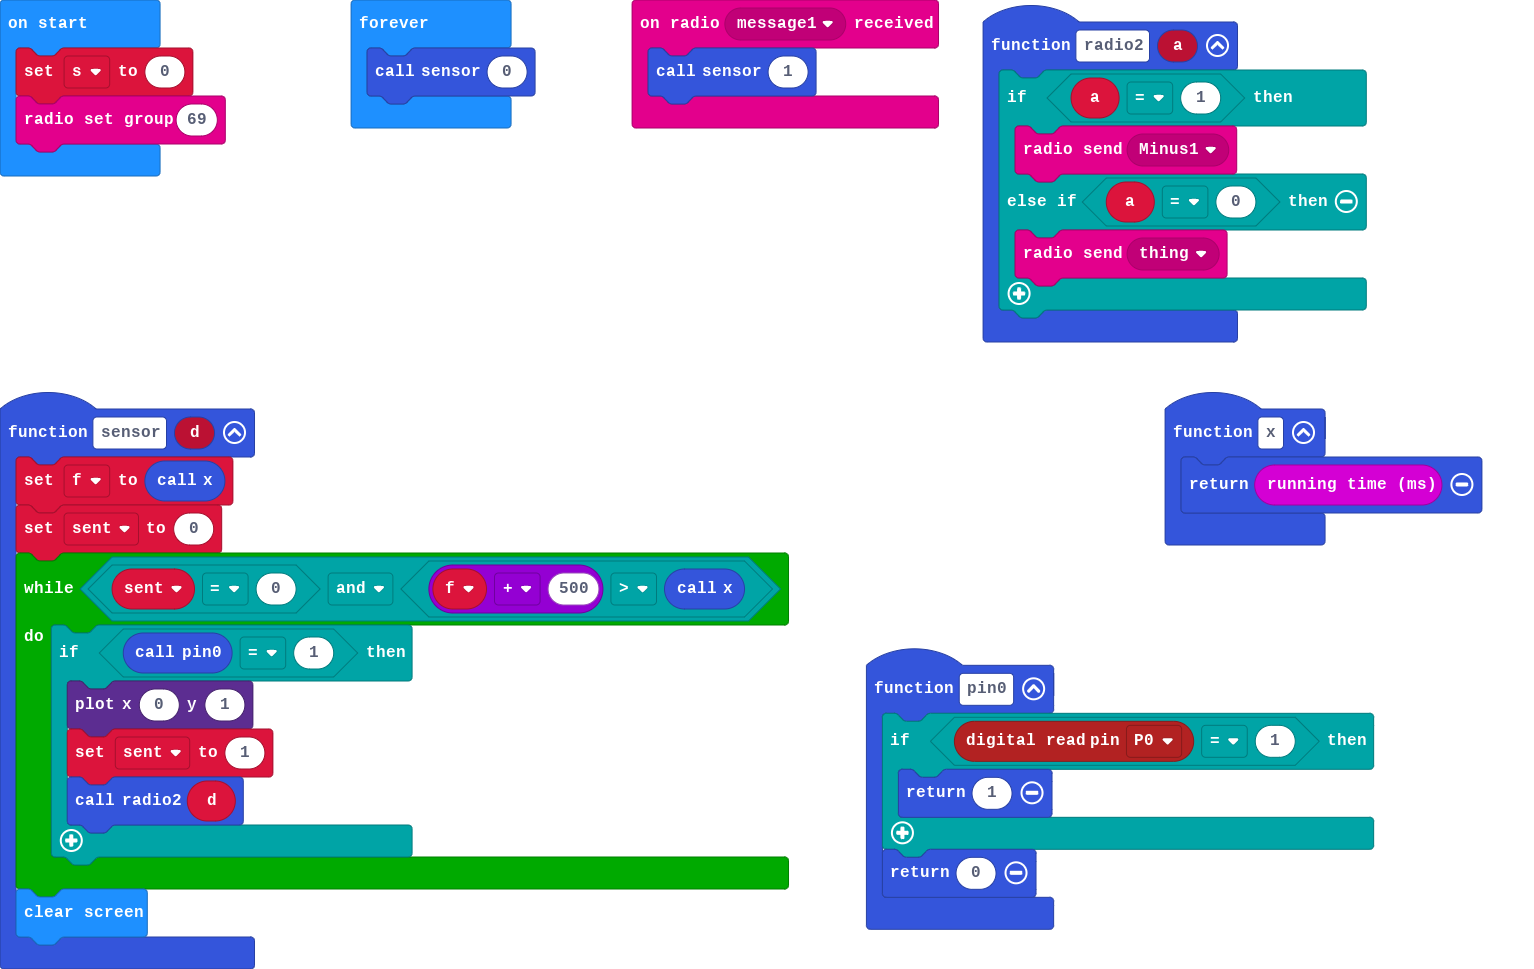 on start
set s to 0
radio set group 69
forever
call sensor 0
on radio message1 received
call sensor 1
function radio2 a
if a = 1 then
radio send Minus1
else if a = 0 then
radio send thing
function sensor d
set f to call x
set sent to 0
while sent = 0 and f + 500 > call x
do
if call pin0 = 1 then
plot x 0 y 1
set sent to 1
call radio2 d
clear screen
function x
return running time (ms)
function pin0
if digital read pin P0 = 1 then
return 1
return 0